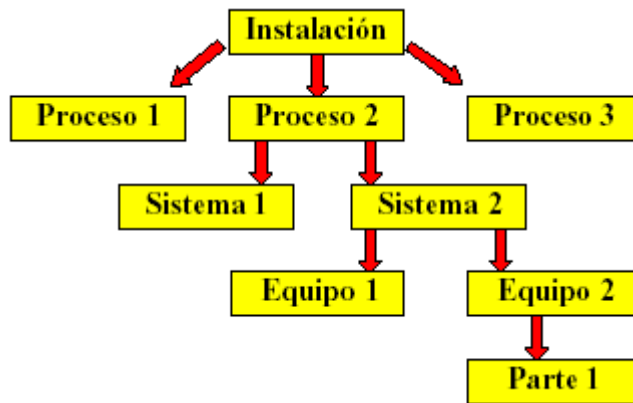 Instalación
Proceso 1
Proceso 2
Proceso 3
Sistema 1
Sistema 2
Equipo 1
Equipo 2
Parte 1